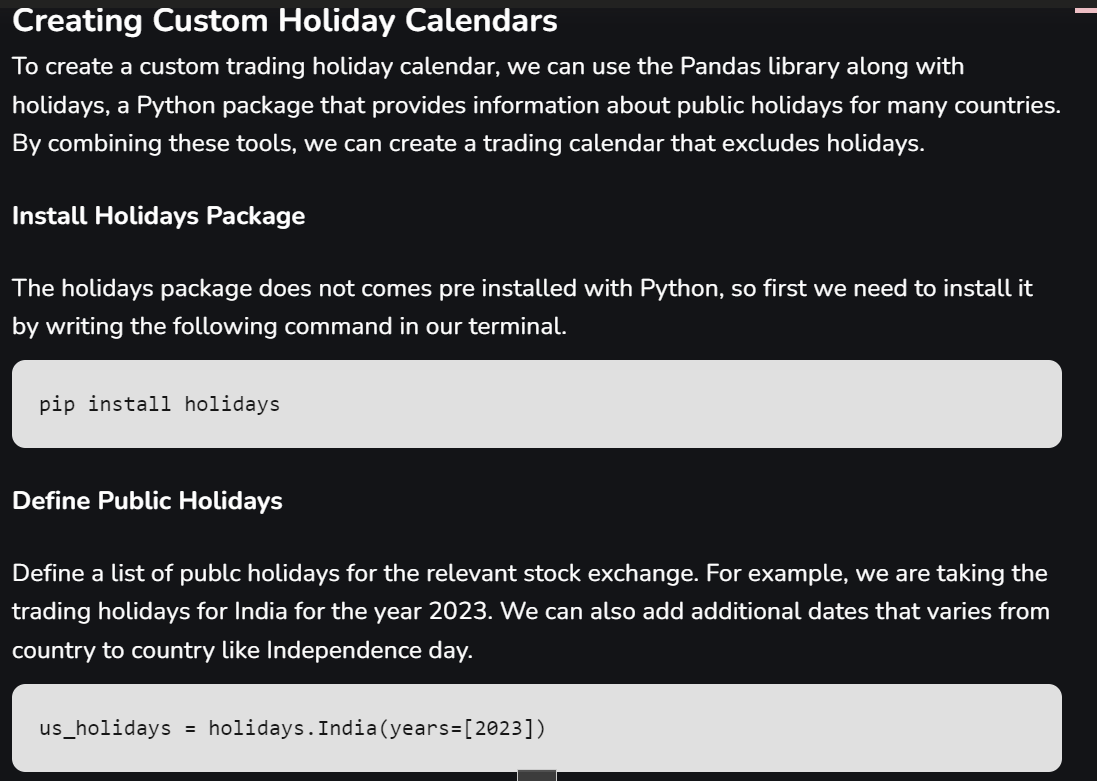 Creating Custom Holiday Calendars
To create a custom trading holiday calendar, we can use the Pandas library along with
holidays, a Python package that provides information about public holidays for many countries.
By combining these tools, we can create a trading calendar that excludes holidays.
Install Holidays Package
The holidays package does not comes pre installed with Python, so first we need to install it
by writing the following command in our terminal.
pip install holidays
Define Public Holidays
Define a list of publc holidays for the relevant stock exchange. For example, we are taking the
trading holidays for India for the year 2023. We can also add additional dates that varies from
country to country like Independence day.
us_holidays = holidays.India(years=[2023])